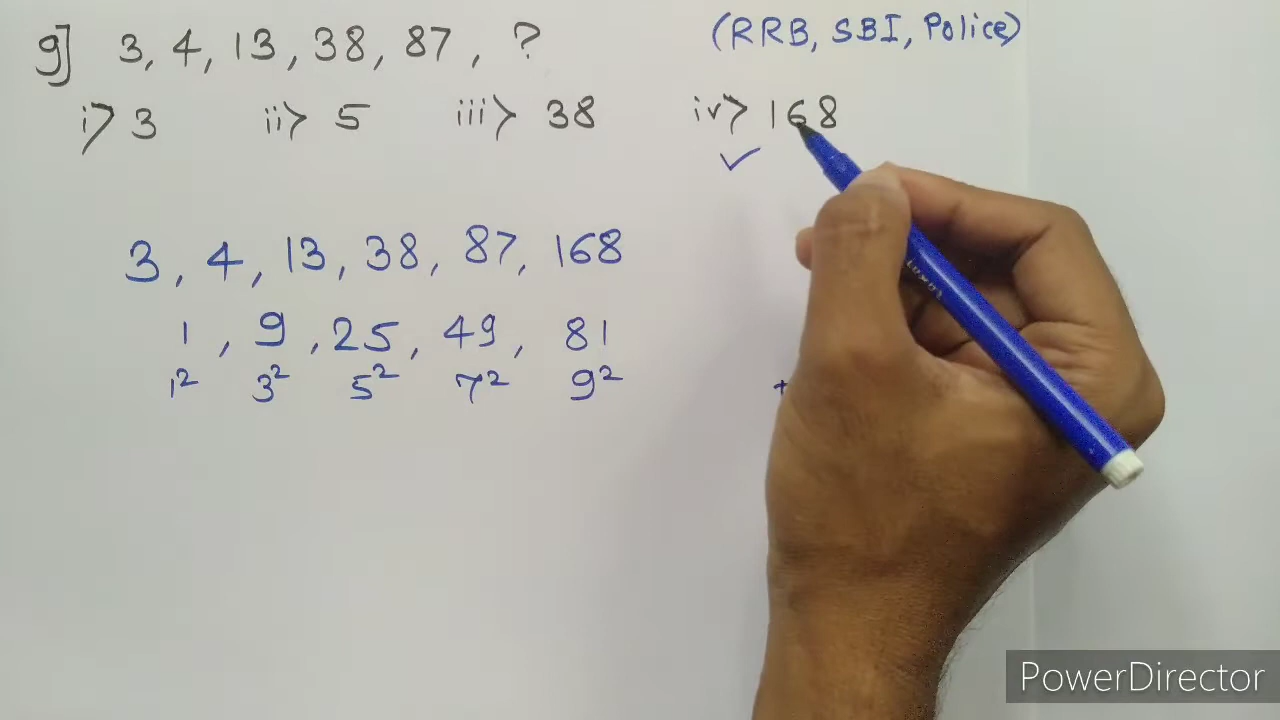 9] 3, 4, 13, 38, 87, ? (RRB, SBI, Police)
i> 3 ii> 5 iii> 38 iv> 168
✓
3, 4, 13, 38, 87, 168
1, 9, 25, 49, 81
1² 3² 5² 7² 9² +
PowerDirector